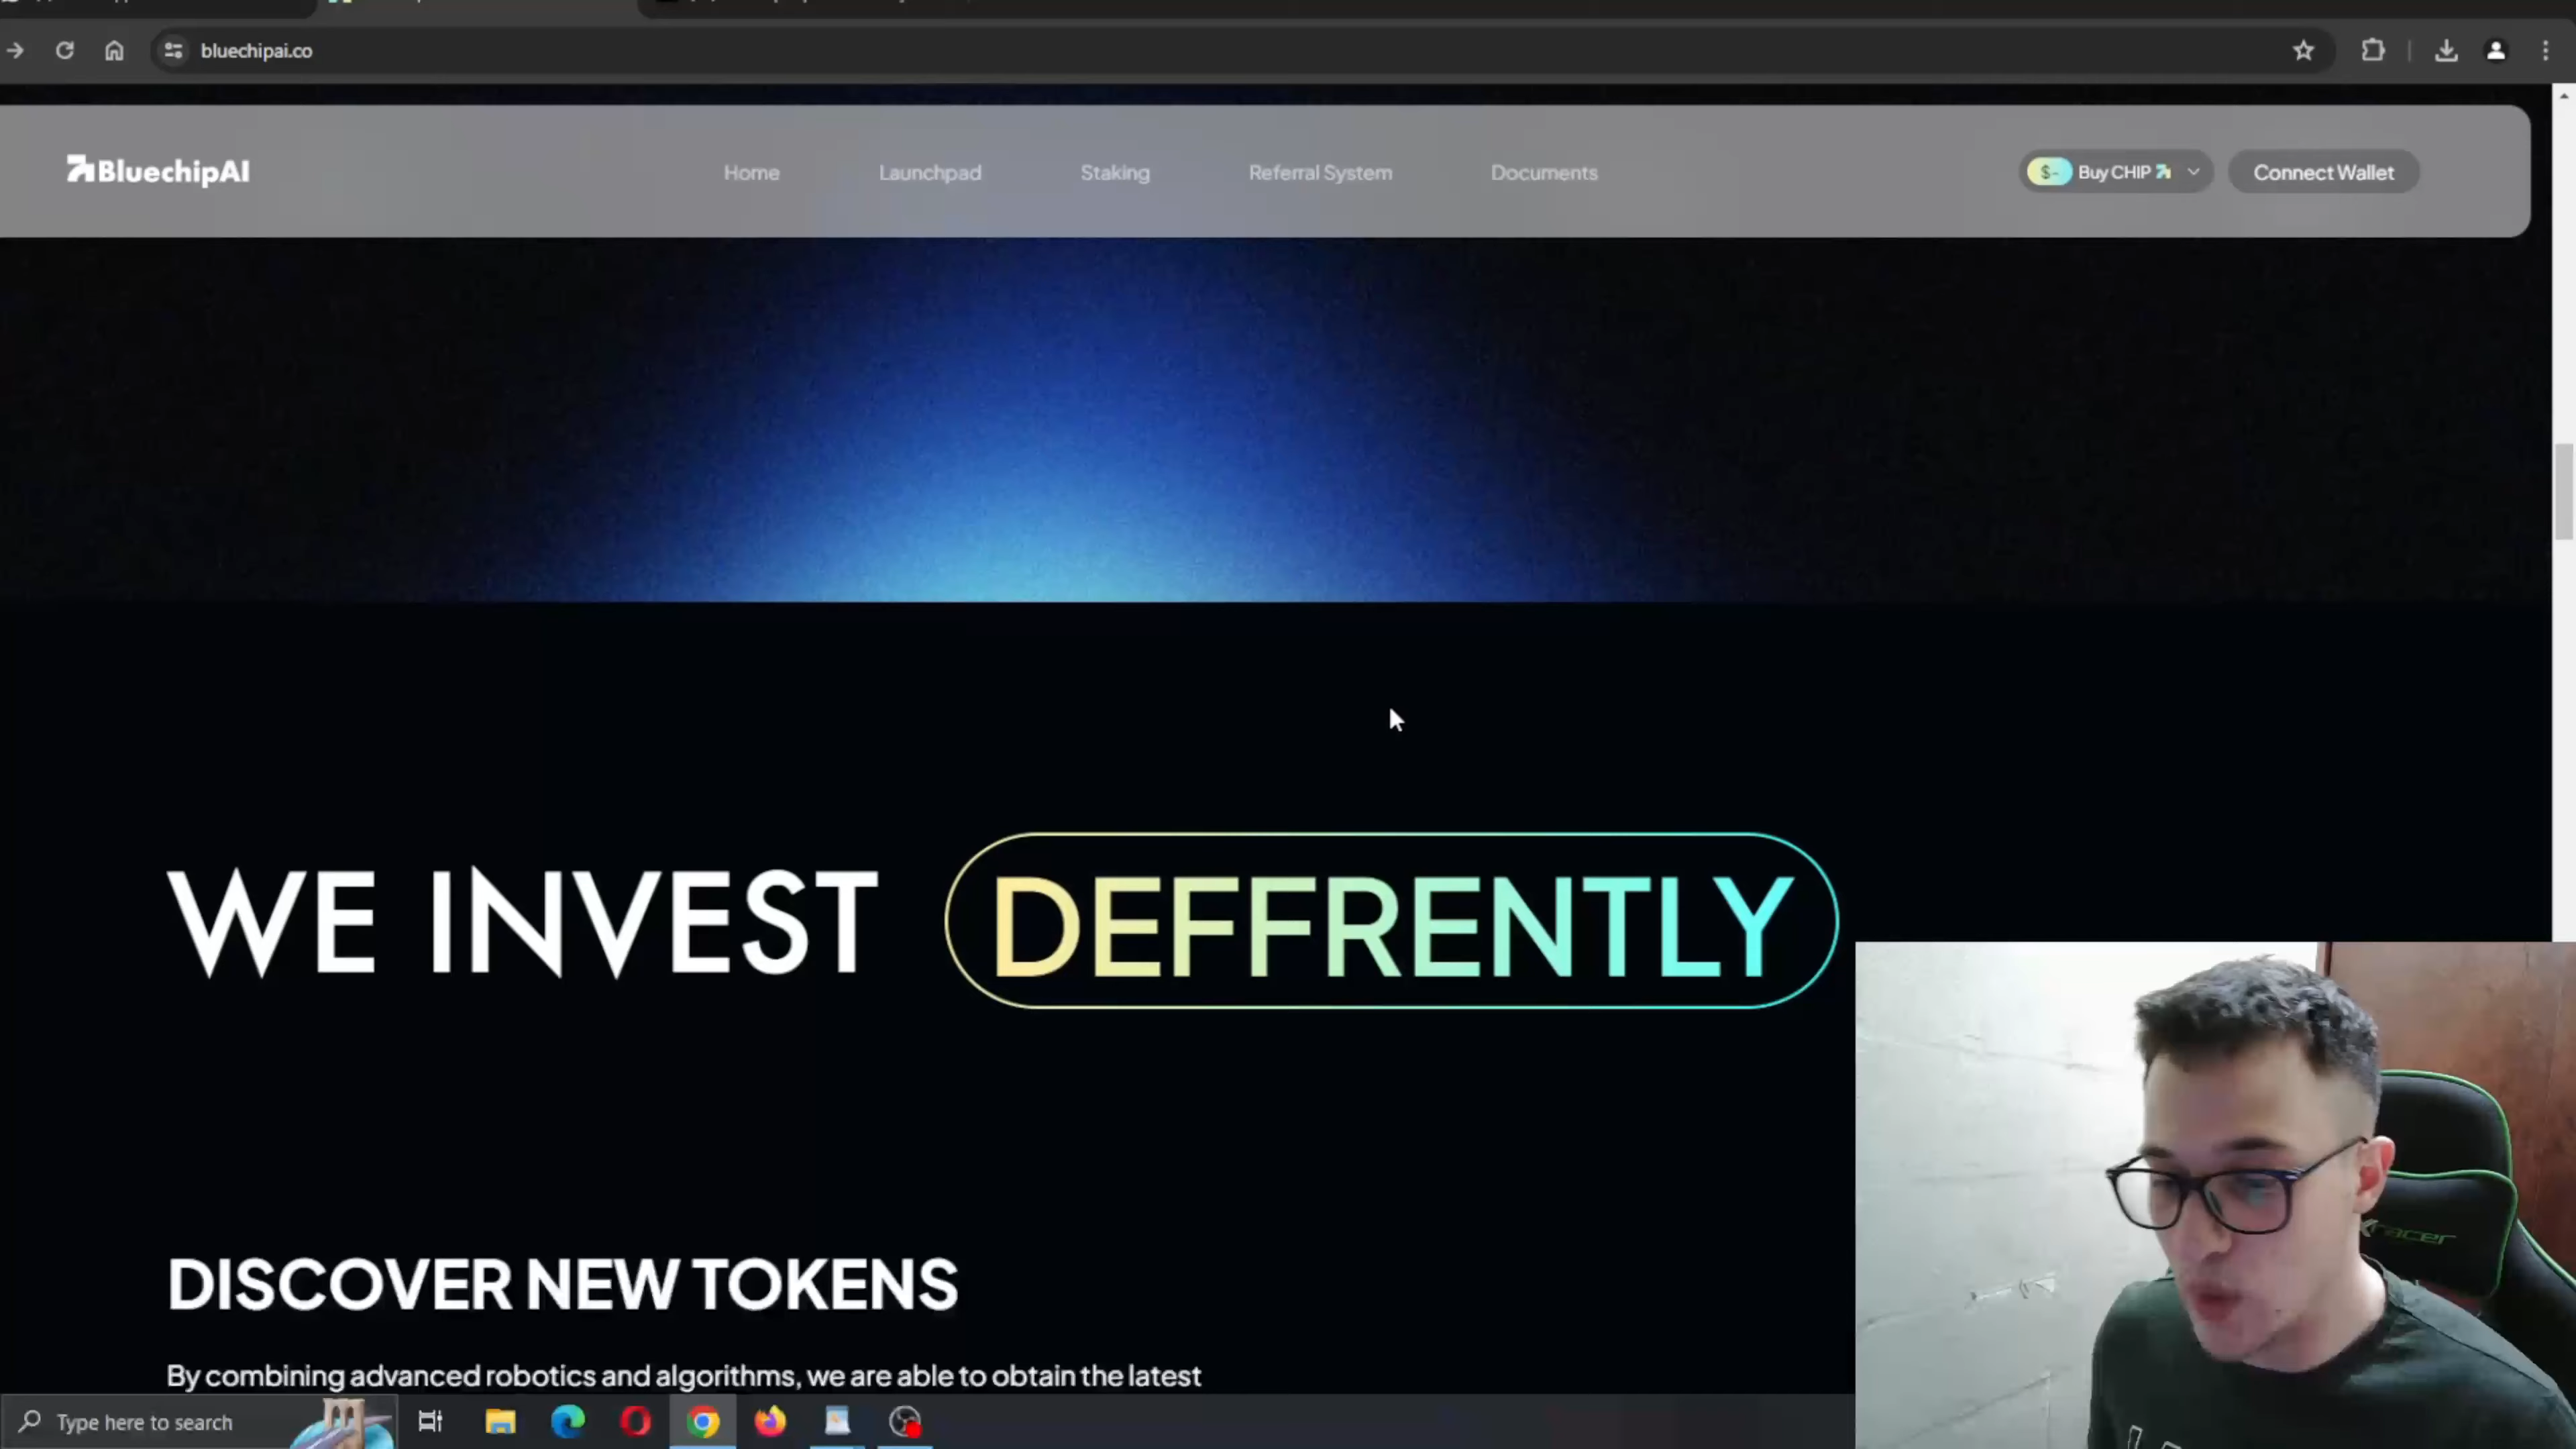 bluechipai.co
BluechipAI
Home
Launchpad
Staking
Referral System
Documents
$-
Buy CHIP
Connect Wallet
WE INVEST DEFFRENTLY
DISCOVER NEW TOKENS
By combining advanced robotics and algorithms, we are able to obtain the latest
Type here to search
racer